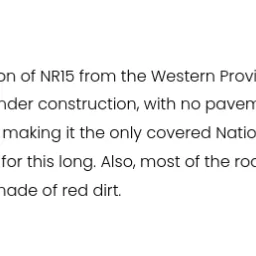 on of NR15 from the Western Provi
nder construction, with no pavem
making it the only covered Natio
for this long. Also, most of the roa
nade of red dirt.